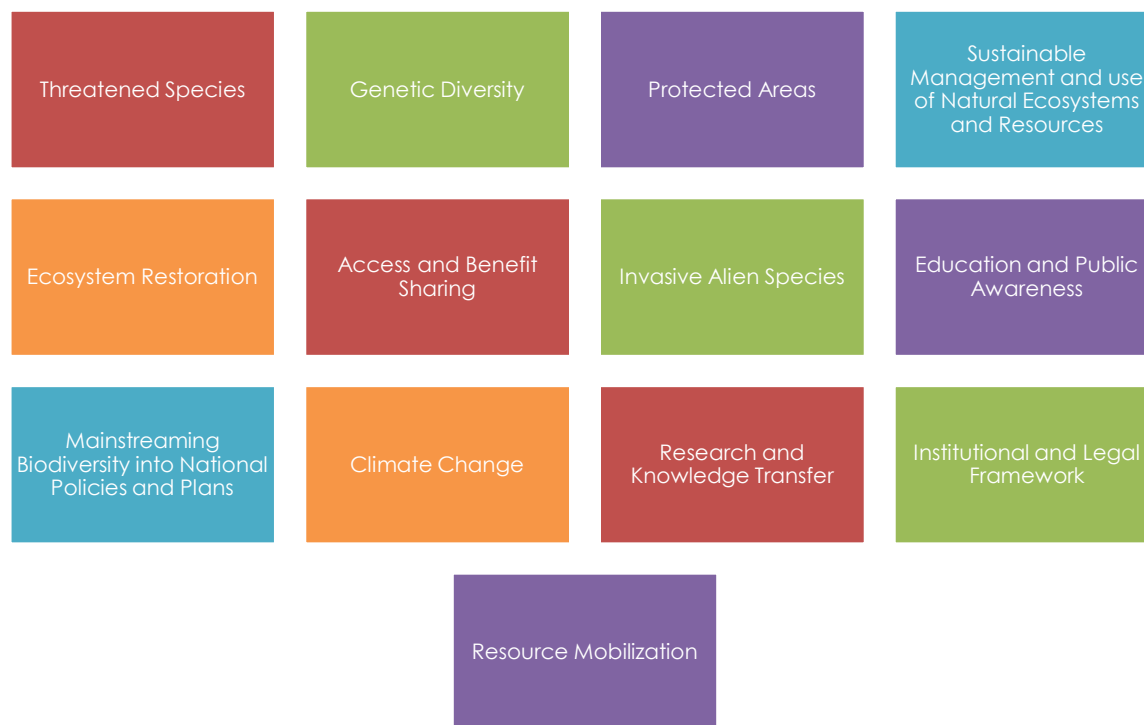 Threatened Species
Genetic Diversity
Protected Areas
Sustainable
Management and use
of Natural Ecosystems
and Resources
Ecosystem Restoration
Access and Benefit
Sharing
Invasive Alien Species
Education and Public
Awareness
Mainstreaming
Biodiversity into National
Policies and Plans
Climate Change
Research and
Knowledge Transfer
Institutional and Legal
Framework
Resource Mobilization